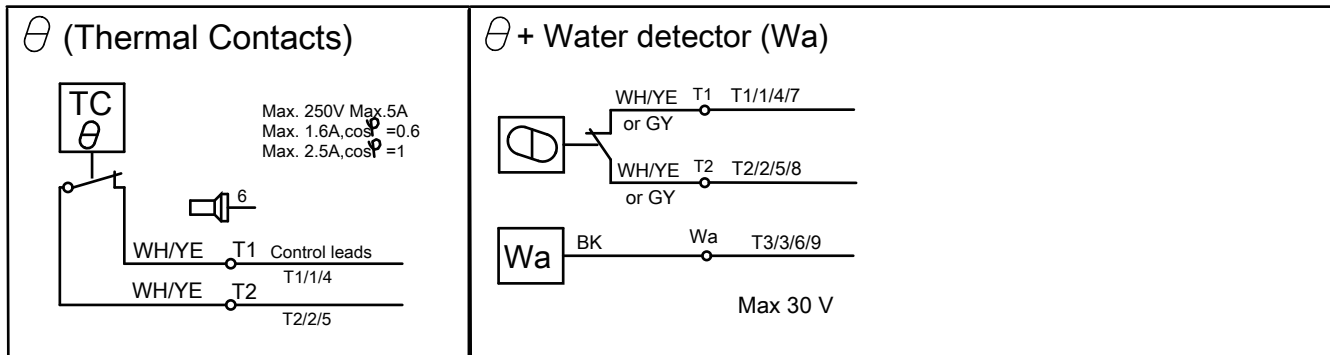 θ (Thermal Contacts)
TC
θ
Max. 250V Max.5A
Max. 1.6A,cosφ =0.6
Max. 2.5A,cosφ =1
6
WH/YE T1 Control leads
T1/1/4
WH/YE T2
T2/2/5
θ + Water detector (Wa)
WH/YE T1 T1/1/4/7
or GY
θ
WH/YE T2 T2/2/5/8
or GY
Wa BK Wa T3/3/6/9
Max 30 V